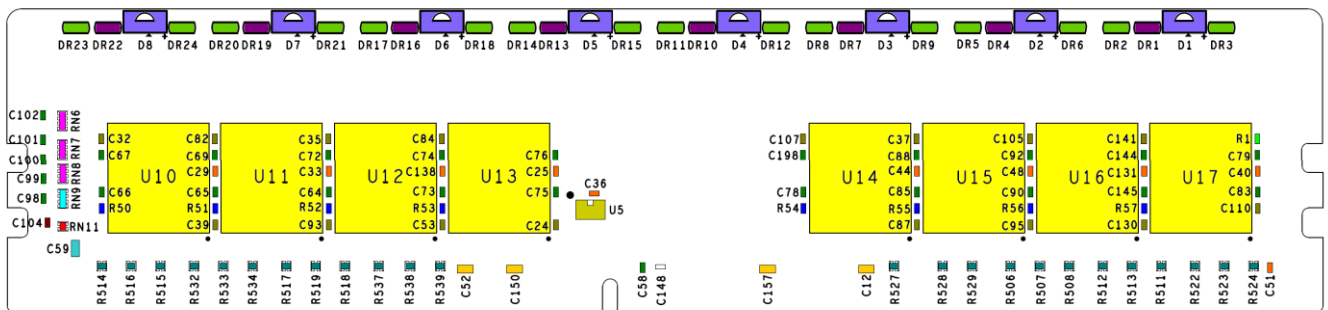 DR23 DR22 D8 DR24 DR20 DR19 D7 DR21 DR17 DR16 D6 DR18 DR14 DR13 D5 DR15 DR11 DR10 D4 DR12 DR8 DR7 D3 DR9 DR5 DR4 D2 DR6 DR2 DR1 D1 DR3
C102 RN6
C101 RN7 C32 C82 C35 C84 C107 C37 C105 C141 R1
C100 C67 C69 C72 C74 C76 C198 C88 C92 C144 C79
C99 RN8 U10 C29 U11 C33 U12 C138 U13 C25 U14 C44 U15 C48 U16 C131 U17 C40
C98 RN9 C66 C65 C64 C73 C75 C36 C78 C85 C90 C145 C83
R50 R51 R52 R53 U5 R54 R55 R56 R57 C110
C104 RN11 C39 C93 C53 C24 C87 C95 C130
C59
R514 R516 R515 R532 R533 R534 R517 R519 R518 R537 R538 R539 C52 C150 C58 C148 C157 C12 R527 R528 R529 R506 R507 R508 R512 R513 R511 R522 R523 R524 C51